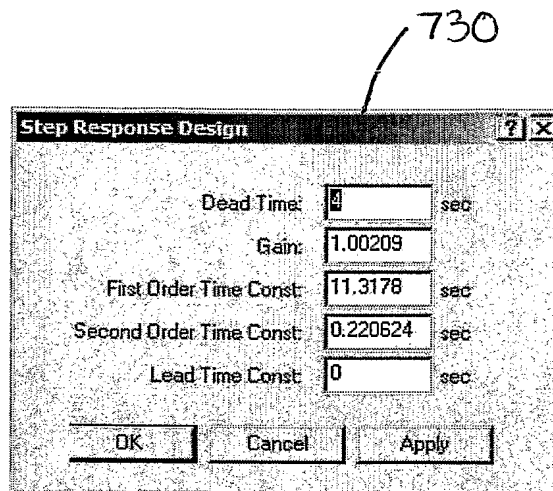 730
Step Response Design ? X
Dead Time: 4 sec
Gain: 1.00209
First Order Time Const: 11.3178 sec
Second Order Time Const: 0.220624 sec
Lead Time Const: 0 sec
OK Cancel Apply